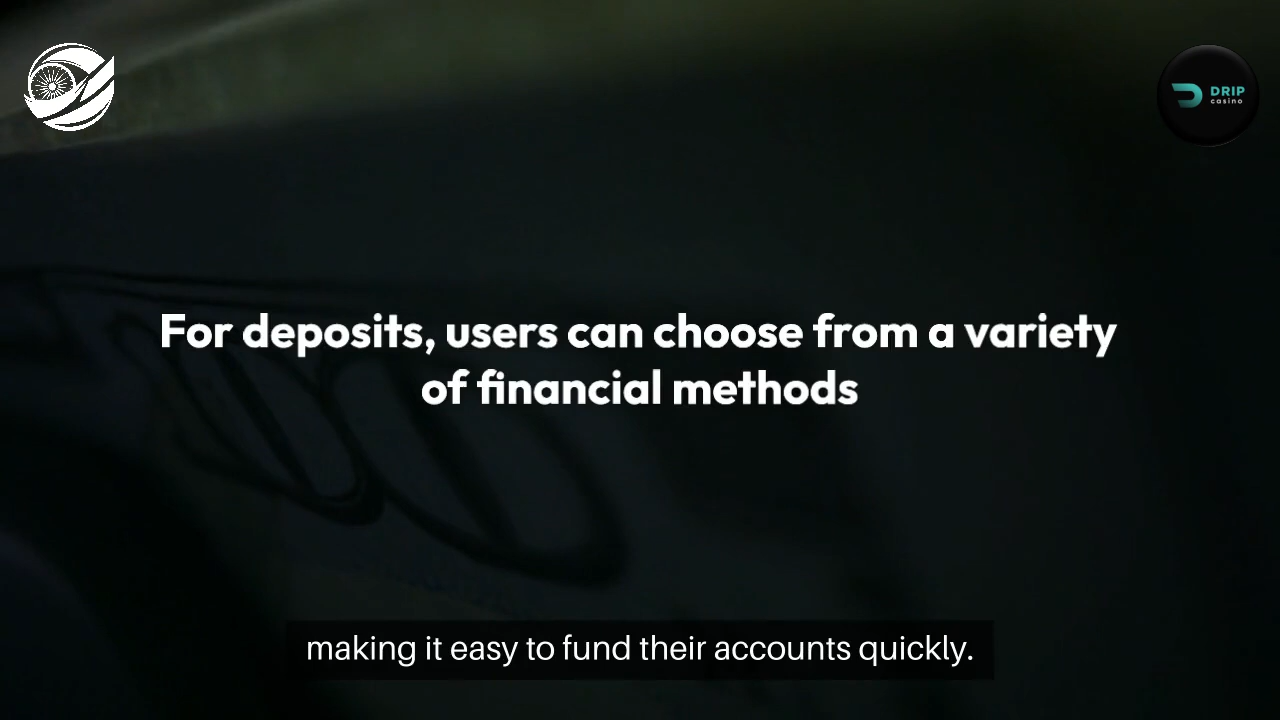 DRIP
casino
For deposits, users can choose from a variety
of financial methods
making it easy to fund their accounts quickly.